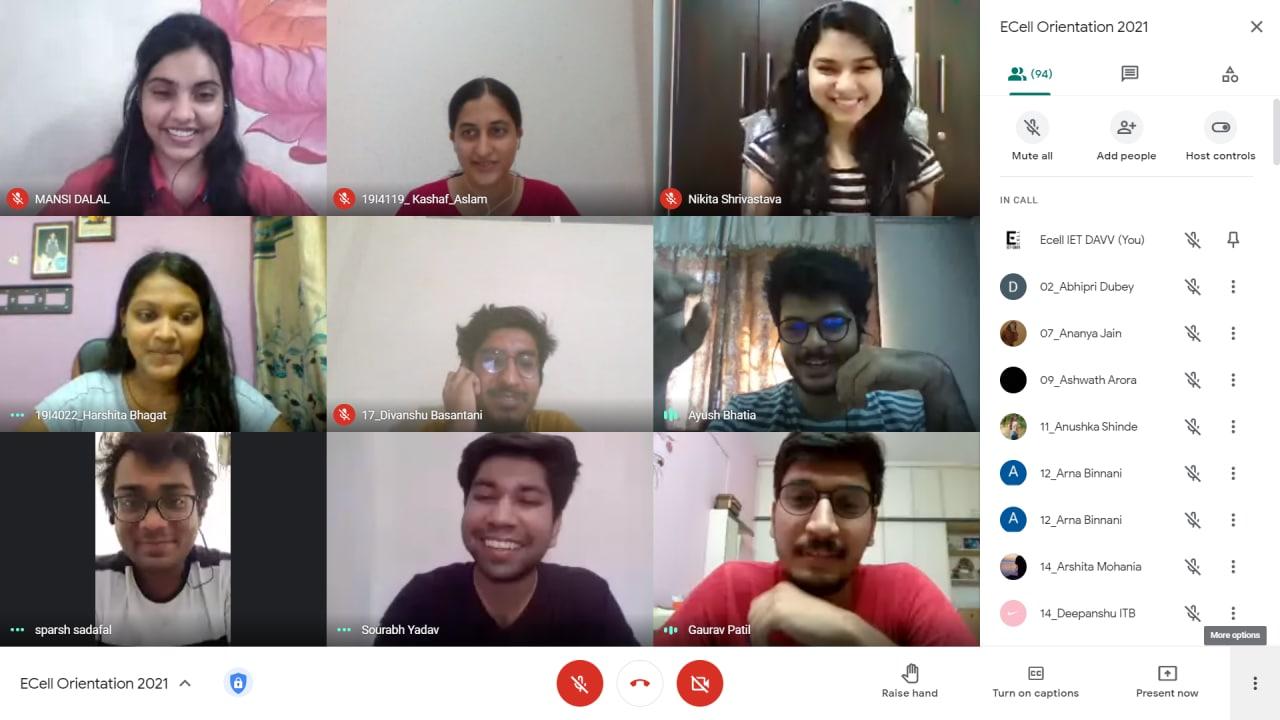 MANSI DALAL
19I4119_ Kashaf_Aslam
Nikita Shrivastava
19I4022_Harshita Bhagat
17_Divanshu Basantani
Ayush Bhatia
sparsh sadafal
Sourabh Yadav
Gaurav Patil
ECell Orientation 2021
(94)
Mute all
Add people
Host controls
IN CALL
Ecell IET DAVV (You)
D
02_Abhipri Dubey
07_Ananya Jain
09_Ashwath Arora
11_Anushka Shinde
A
12_Arna Binnani
A
12_Arna Binnani
14_Arshita Mohania
14_Deepanshu ITB
More options
ECell Orientation 2021
Raise hand
CC
Turn on captions
Present now